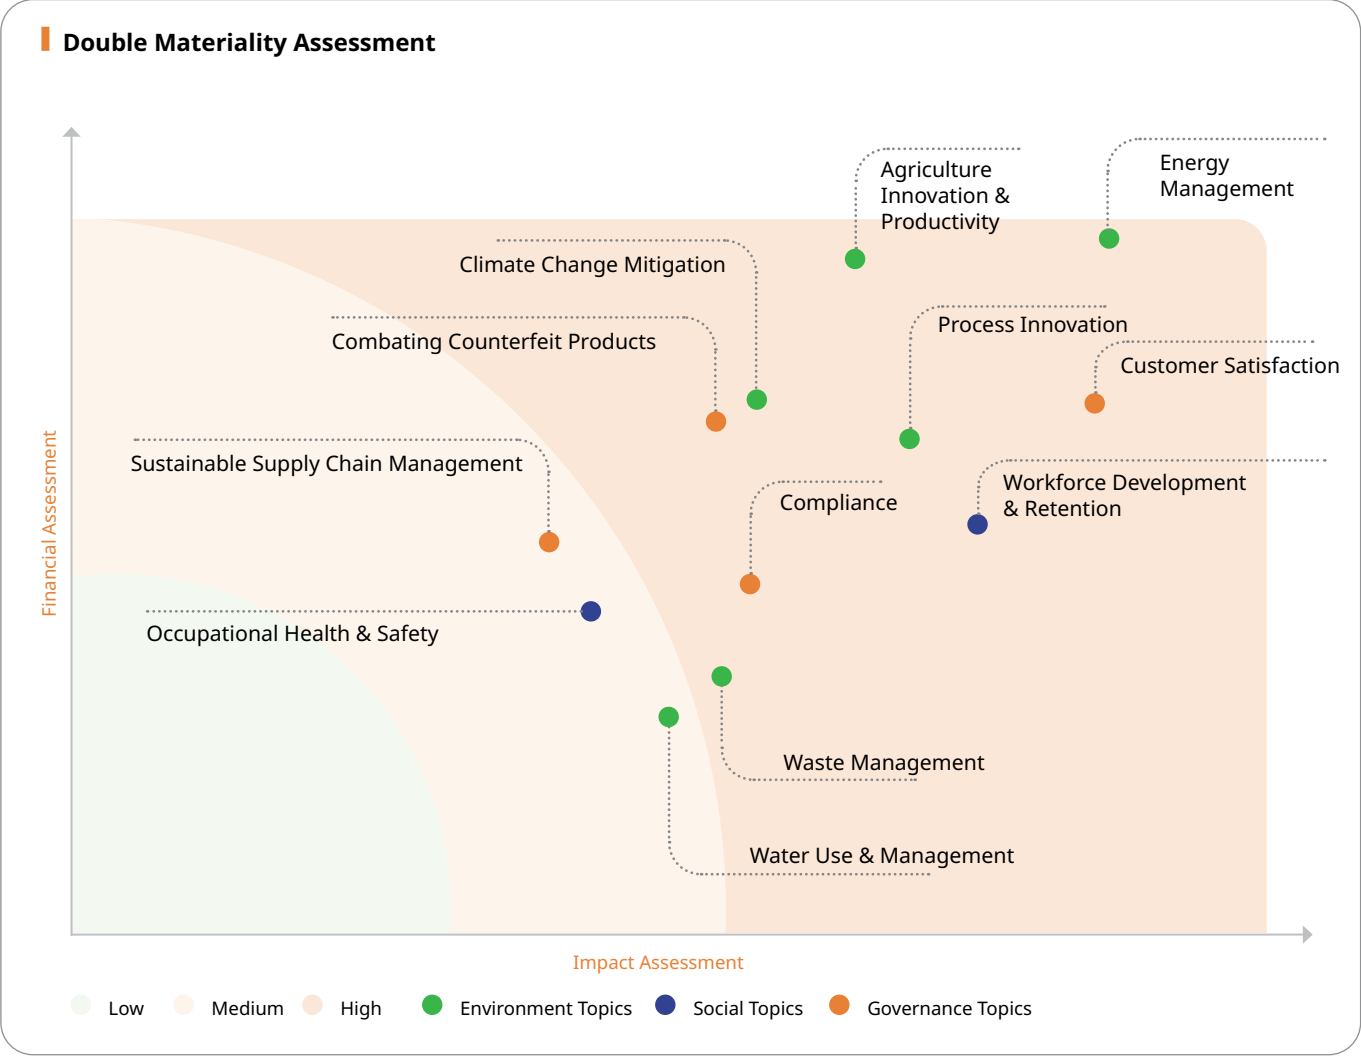 Double Materiality Assessment
Agriculture
Innovation &
Productivity
Energy
Management
Climate Change Mitigation
Combating Counterfeit Products
Process Innovation
Customer Satisfaction
Sustainable Supply Chain Management
Compliance
Workforce Development
& Retention
Financial Assessment
Occupational Health & Safety
Waste Management
Water Use & Management
Impact Assessment
Low
Medium
High
Environment Topics
Social Topics
Governance Topics